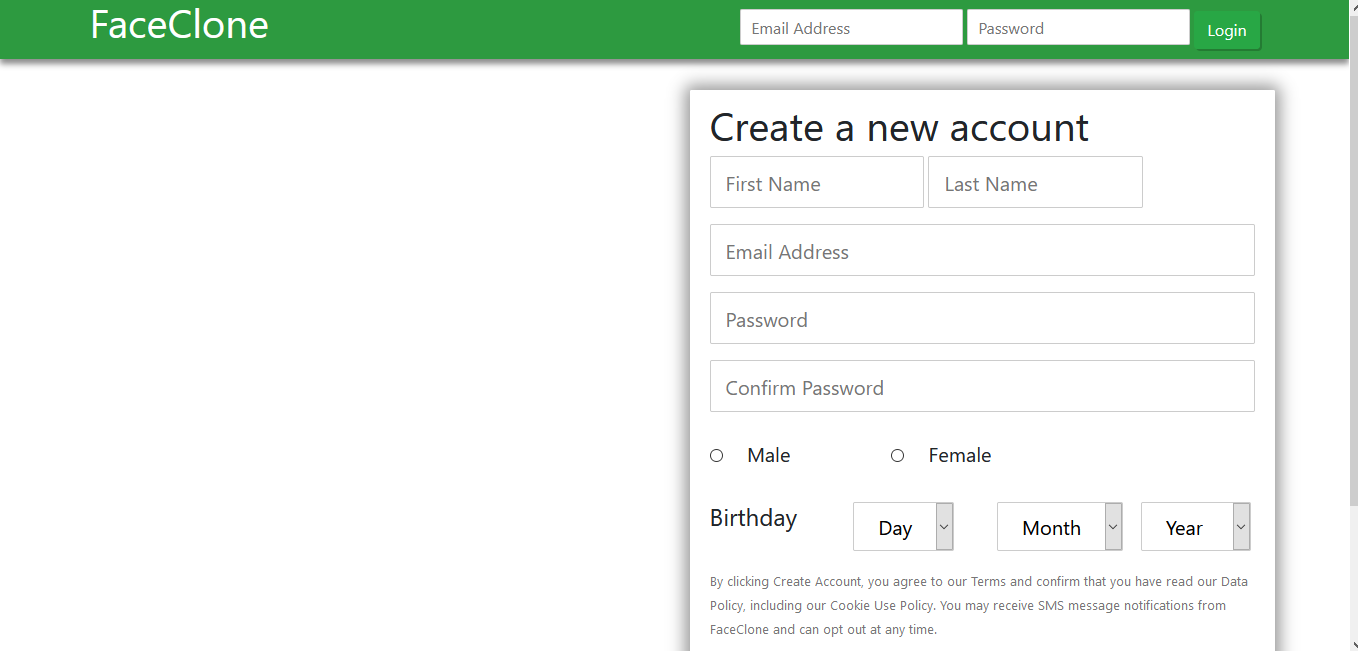 FaceClone
Email Address Password Login
Create a new account
First Name Last Name
Email Address
Password
Confirm Password
Male Female
Birthday Day Month Year
By clicking Create Account, you agree to our Terms and confirm that you have read our Data
Policy, including our Cookie Use Policy. You may receive SMS message notifications from
FaceClone and can opt out at any time.